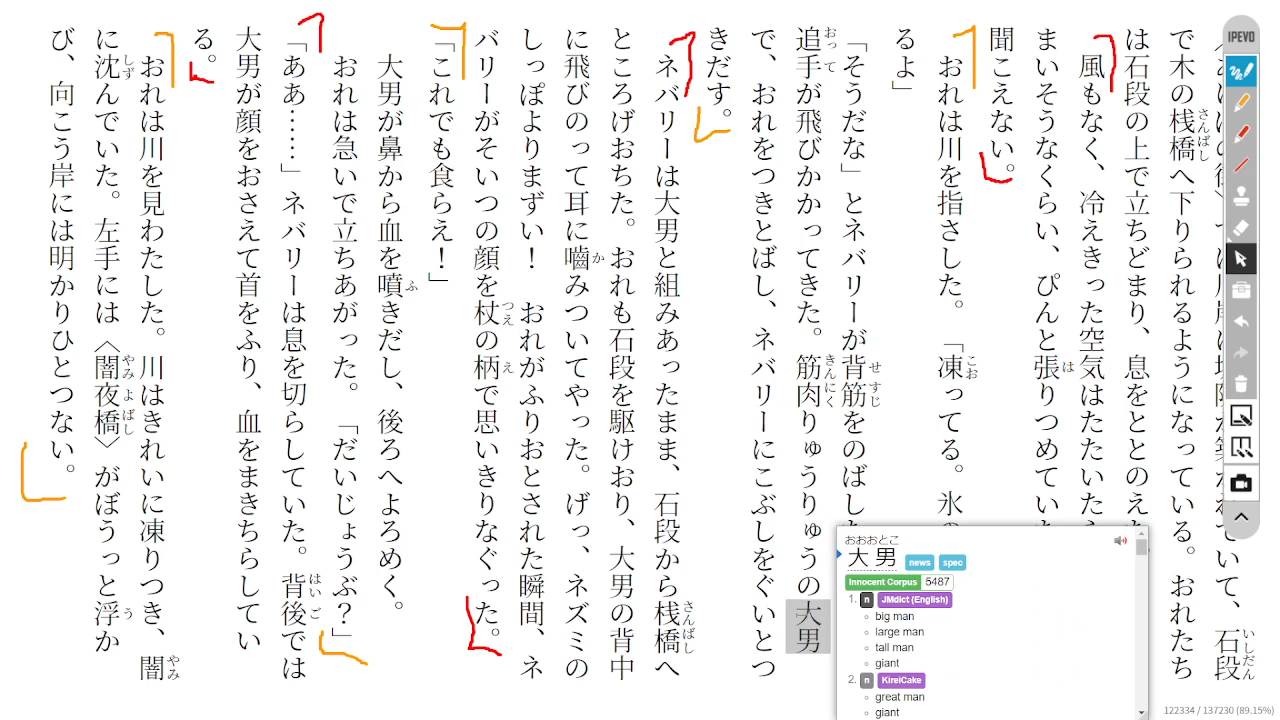 で木の桟橋へ下りられるようになっている。おれたち
は石段の上で立ちどまり、息をととのえた
風もなく、冷えきった空気はたたいたら
まいそうなくらい、ぴんと張りつめていた
聞こえない。
おれは川を指さした。「凍ってる。氷の
るよ」
「そうだな」とネバリーが背筋をのばした
追手が飛びかかってきた。筋肉りゅうりゅうの大男
で、おれをつきとばし、ネバリーにこぶしをぐいとつ
きだす。
ネバリーは大男と組みあったまま、石段から桟橋へ
ところげおちた。おれも石段を駆けおり、大男の背中
に飛びのって耳に嚙みついてやった。げっ、ネズミの
しっぽよりまずい！　おれがふりおとされた瞬間、ネ
バリーがそいつの顔を杖の柄で思いきりなぐった。
「これでも食らえ！」
大男が鼻から血を噴きだし、後ろへよろめく。
おれは急いで立ちあがった。「だいじょうぶ？」
「ああ……」ネバリーは息を切らしていた。背後では
大男が顔をおさえて首をふり、血をまきちらしてい
る。
おれは川を見わたした。川はきれいに凍りつき、闇
に沈んでいた。左手には〈闇夜橋〉がぼうっと浮か
び、向こう岸には明かりひとつない。
IPEVO
おおおとこ
大男 news spec
Innocent Corpus 5487
1. n JMdict (English)
big man
large man
tall man
giant
2. n KireiCake
great man
giant
122334 / 137230 (89.15%)